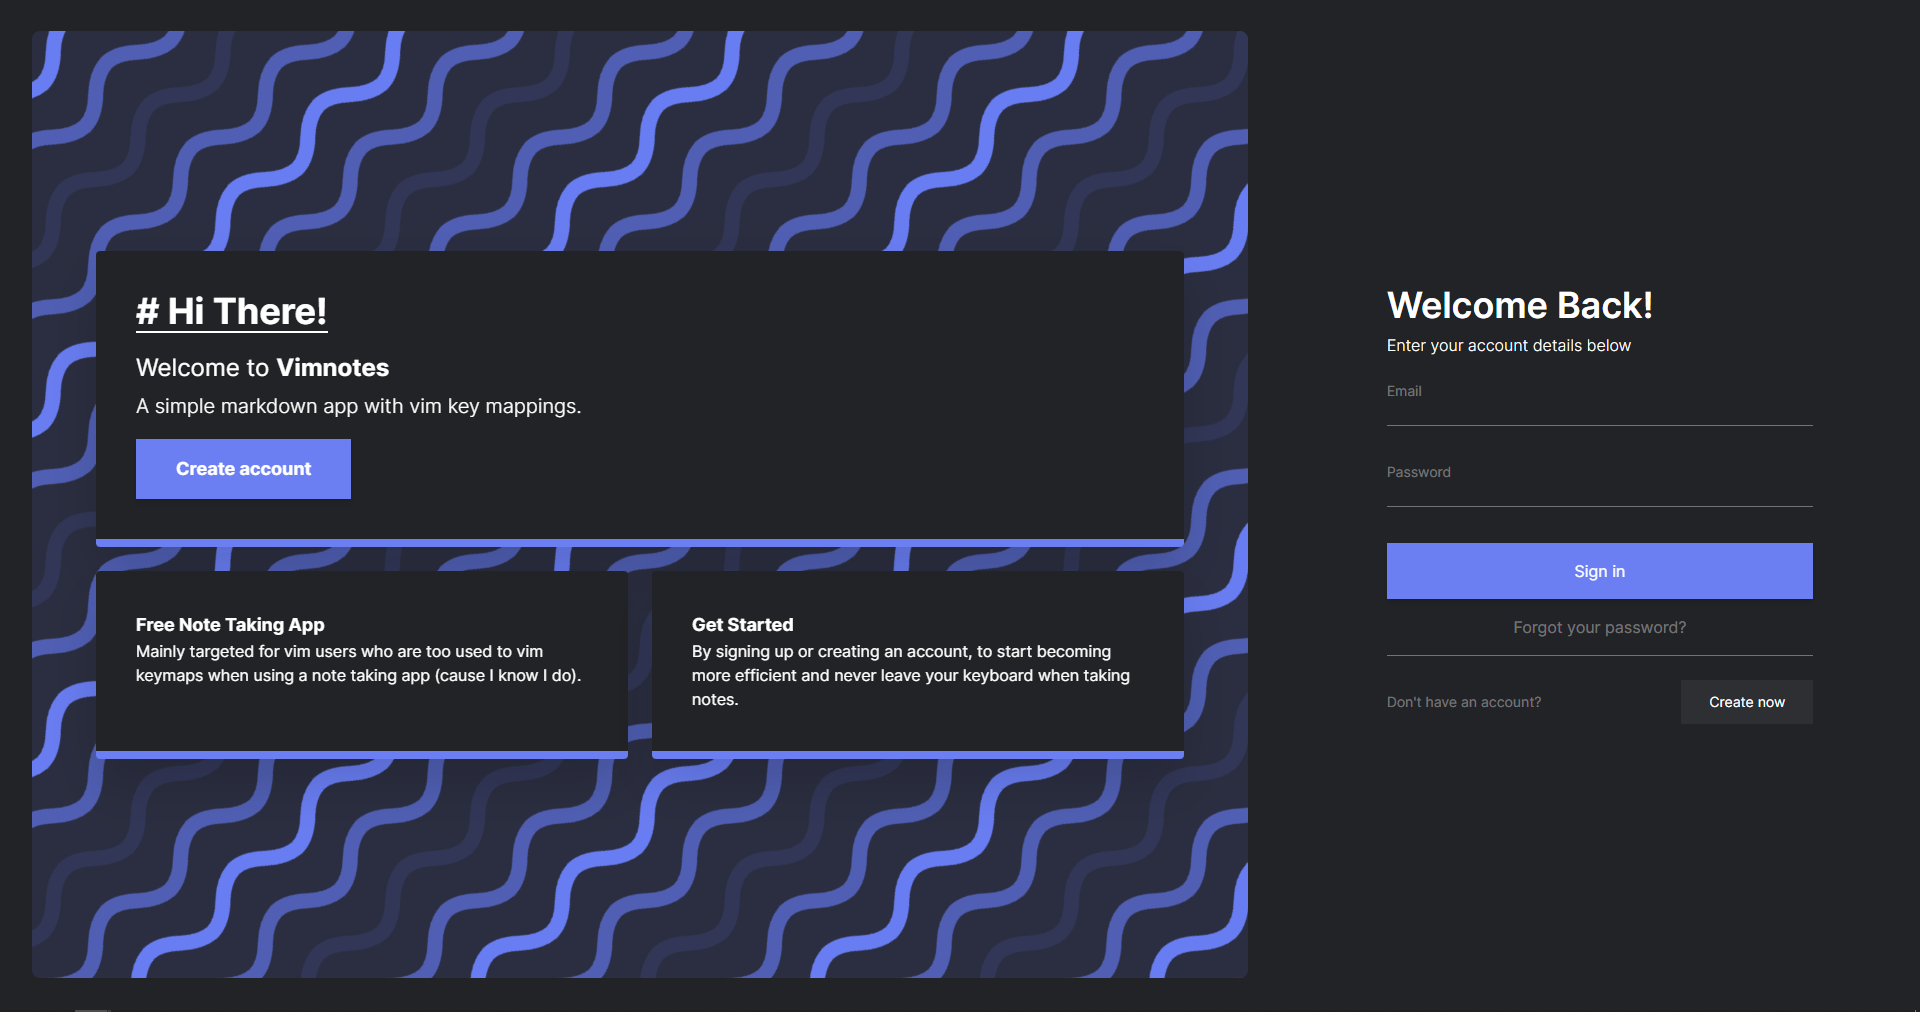 # Hi There!
Welcome to Vimnotes
A simple markdown app with vim key mappings.
Create account
Free Note Taking App
Mainly targeted for vim users who are too used to vim
keymaps when using a note taking app (cause I know I do).
Get Started
By signing up or creating an account, to start becoming
more efficient and never leave your keyboard when taking
notes.
Welcome Back!
Enter your account details below
Email
Password
Sign in
Forgot your password?
Don't have an account?
Create now